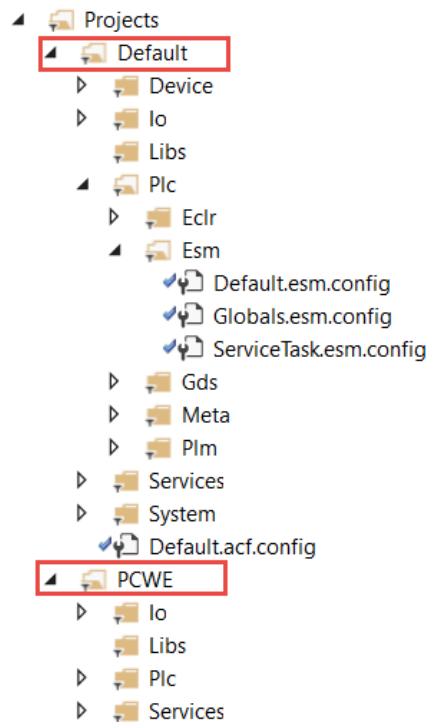 Projects
Default
Device
Io
Libs
Plc
Eclr
Esm
Default.esm.config
Globals.esm.config
ServiceTask.esm.config
Gds
Meta
Plm
Services
System
Default.acf.config
PCWE
Io
Libs
Plc
Services